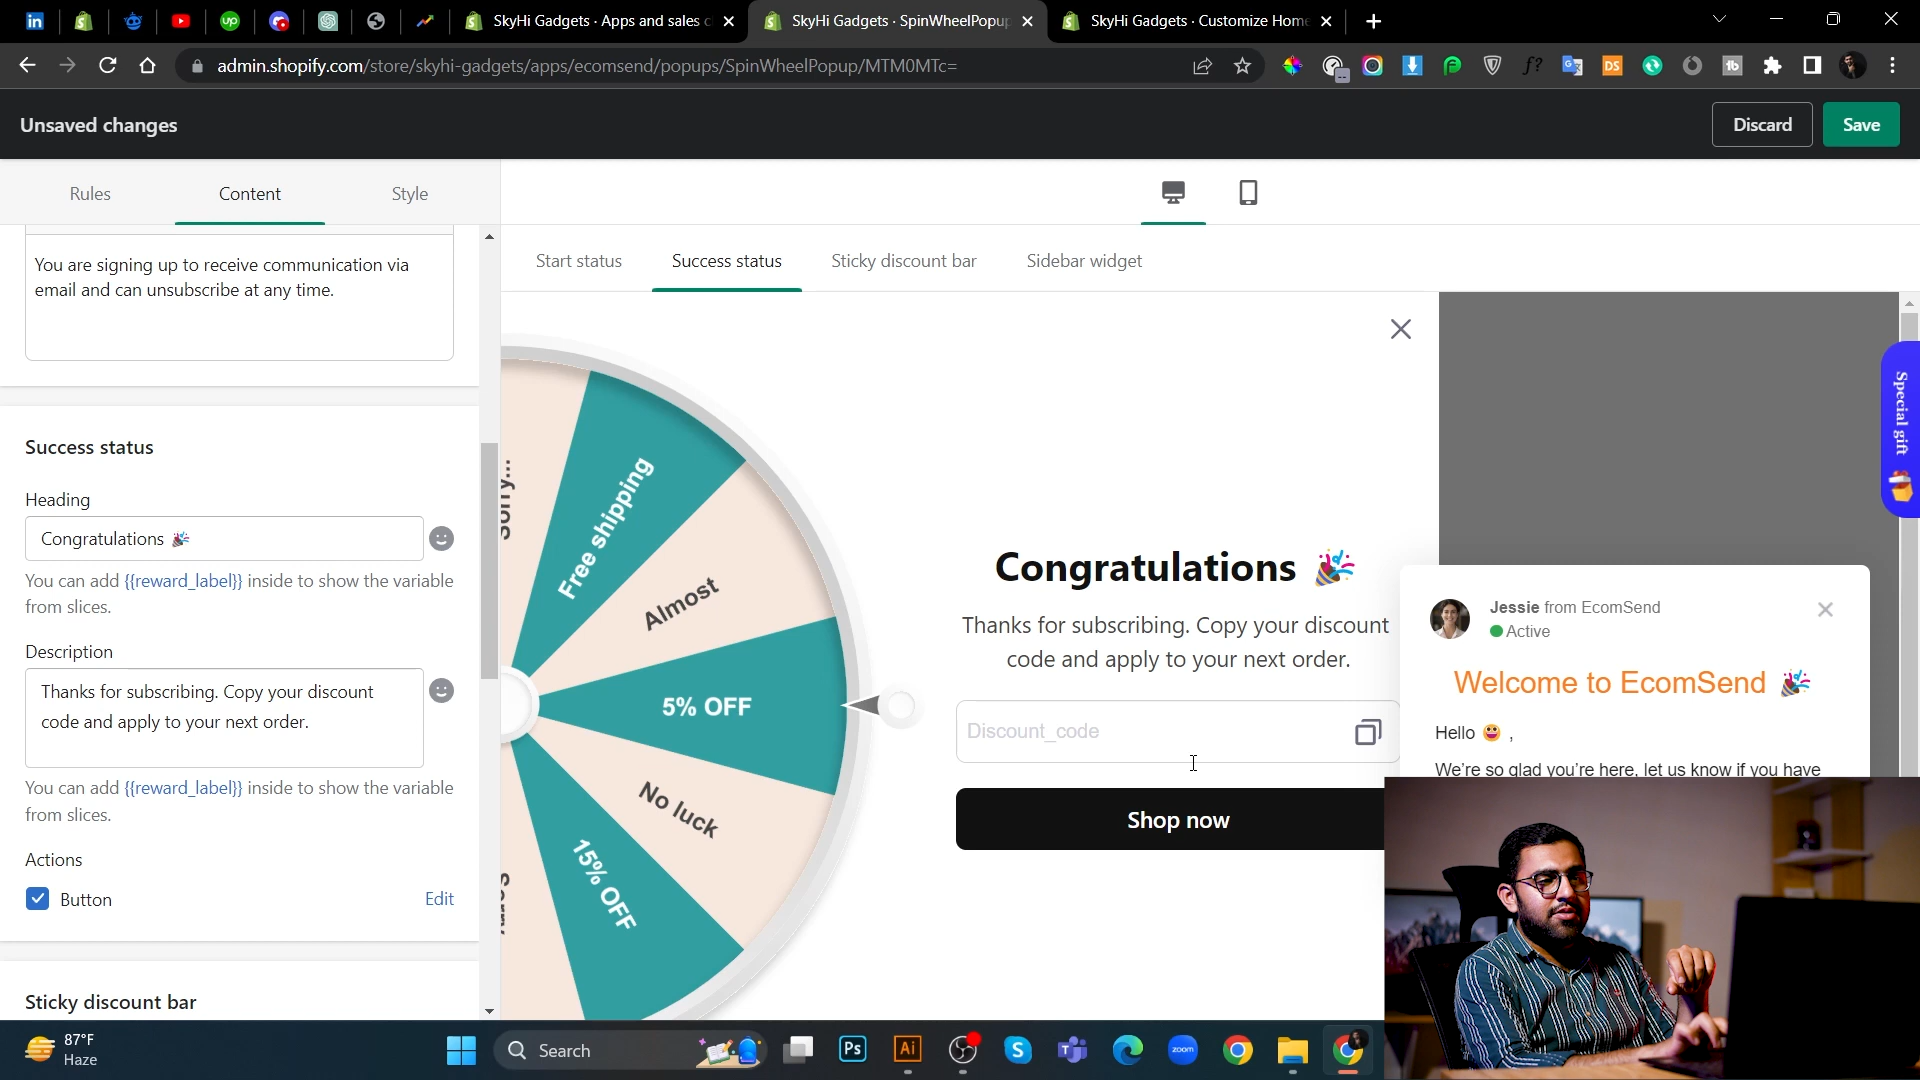 SkyHi Gadgets · Apps and sales c
SkyHi Gadgets · SpinWheelPopup
SkyHi Gadgets · Customize Home
admin.shopify.com/store/skyhi-gadgets/apps/ecomsend/popups/SpinWheelPopup/MTM0MTc=
Unsaved changes
Discard
Save
Rules
Content
Style
You are signing up to receive communication via
email and can unsubscribe at any time.
Success status
Heading
Congratulations 🎉
You can add {{reward_label}} inside to show the variable
from slices.
Description
Thanks for subscribing. Copy your discount
code and apply to your next order.
You can add {{reward_label}} inside to show the variable
from slices.
Actions
Button
Edit
Sticky discount bar
Start status
Success status
Sticky discount bar
Sidebar widget
Sorry...
Free shipping
Almost
5% OFF
No luck
15% OFF
Congratulations 🎉
Thanks for subscribing. Copy your discount
code and apply to your next order.
Discount_code
Shop now
Special gift
Jessie from EcomSend
Active
Welcome to EcomSend 🎉
Hello 😀 ,
We're so glad you're here, let us know if you have
87°F
Haze
Search
Ps
Ai
zoom